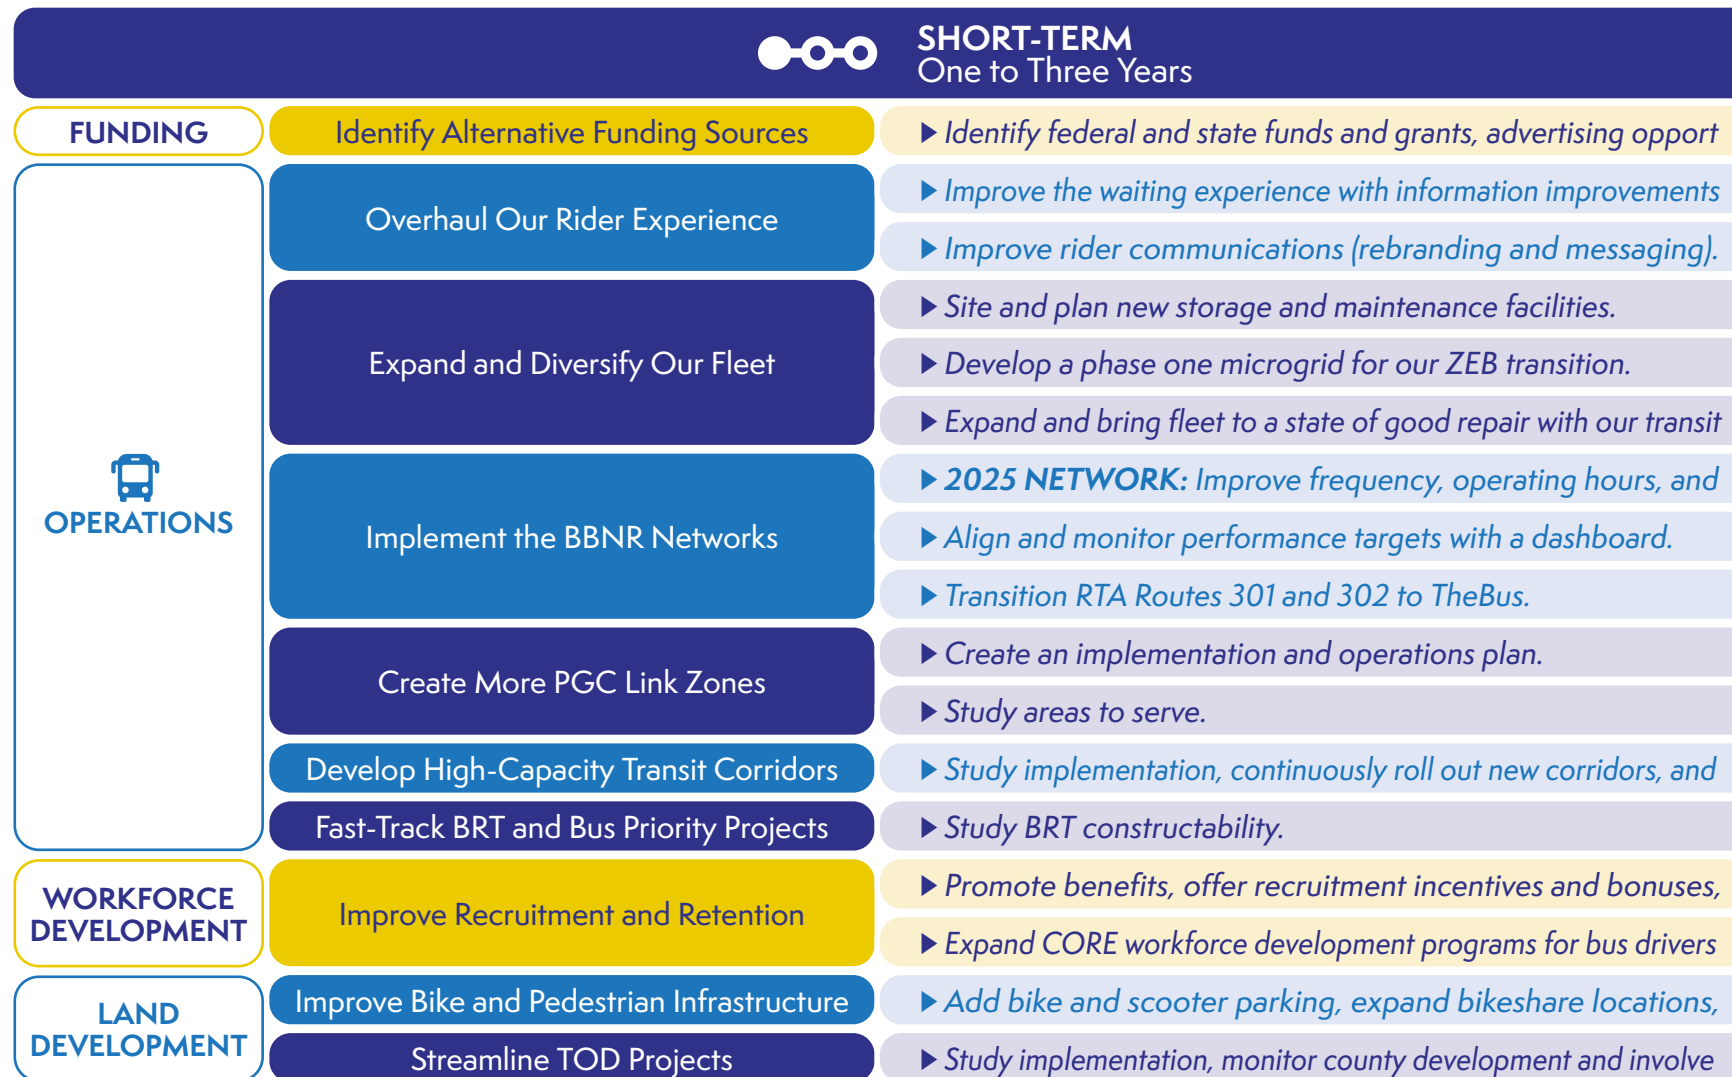 SHORT-TERM
One to Three Years
FUNDING
Identify Alternative Funding Sources
▶ Identify federal and state funds and grants, advertising opport
OPERATIONS
Overhaul Our Rider Experience
▶ Improve the waiting experience with information improvements
▶ Improve rider communications (rebranding and messaging).
Expand and Diversify Our Fleet
▶ Site and plan new storage and maintenance facilities.
▶ Develop a phase one microgrid for our ZEB transition.
▶ Expand and bring fleet to a state of good repair with our transit
Implement the BBNR Networks
▶ 2025 NETWORK: Improve frequency, operating hours, and
▶ Align and monitor performance targets with a dashboard.
▶ Transition RTA Routes 301 and 302 to TheBus.
Create More PGC Link Zones
▶ Create an implementation and operations plan.
▶ Study areas to serve.
Develop High-Capacity Transit Corridors
▶ Study implementation, continuously roll out new corridors, and
Fast-Track BRT and Bus Priority Projects
▶ Study BRT constructability.
WORKFORCE
DEVELOPMENT
Improve Recruitment and Retention
▶ Promote benefits, offer recruitment incentives and bonuses,
▶ Expand CORE workforce development programs for bus drivers
LAND
DEVELOPMENT
Improve Bike and Pedestrian Infrastructure
▶ Add bike and scooter parking, expand bikeshare locations,
Streamline TOD Projects
▶ Study implementation, monitor county development and involve